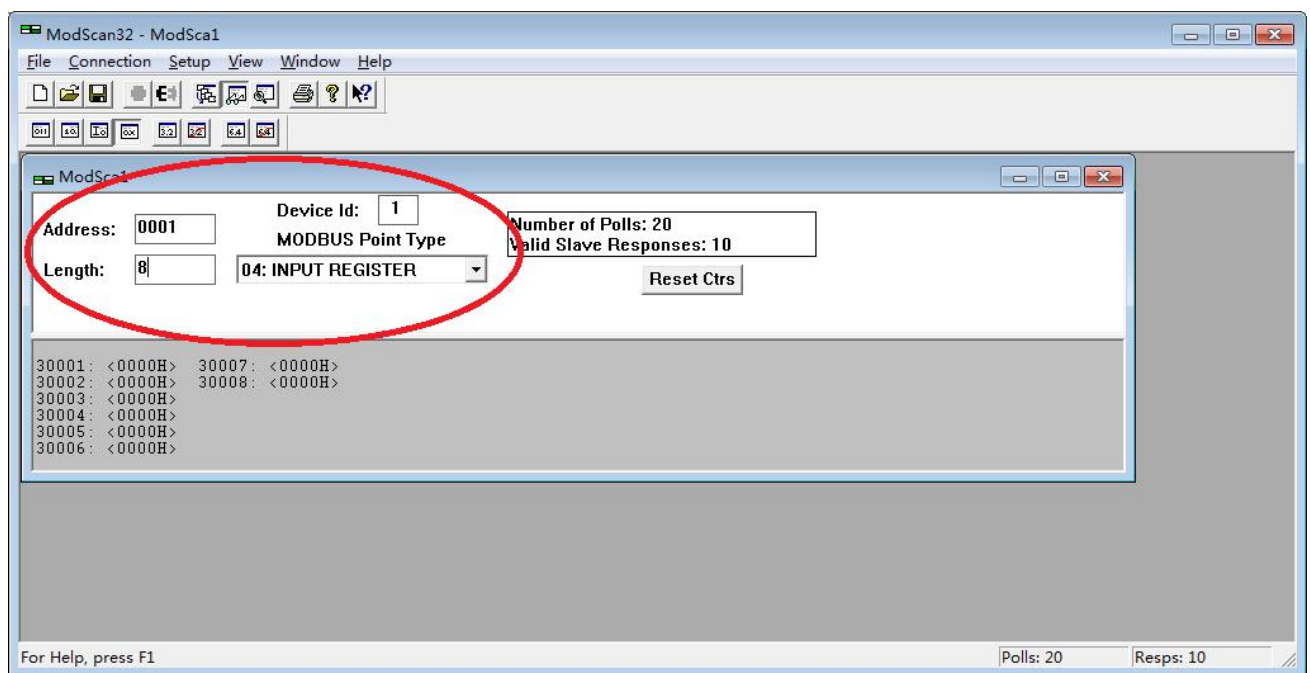 ModScan32 - ModSca1
File Connection Setup View Window Help
ModSca1
Address: 0001
Device Id: 1
MODBUS Point Type
Length: 8
04: INPUT REGISTER
Number of Polls: 20
Valid Slave Responses: 10
Reset Ctrs
30001: <0000H> 30007: <0000H>
30002: <0000H> 30008: <0000H>
30003: <0000H>
30004: <0000H>
30005: <0000H>
30006: <0000H>
For Help, press F1
Polls: 20
Resps: 10